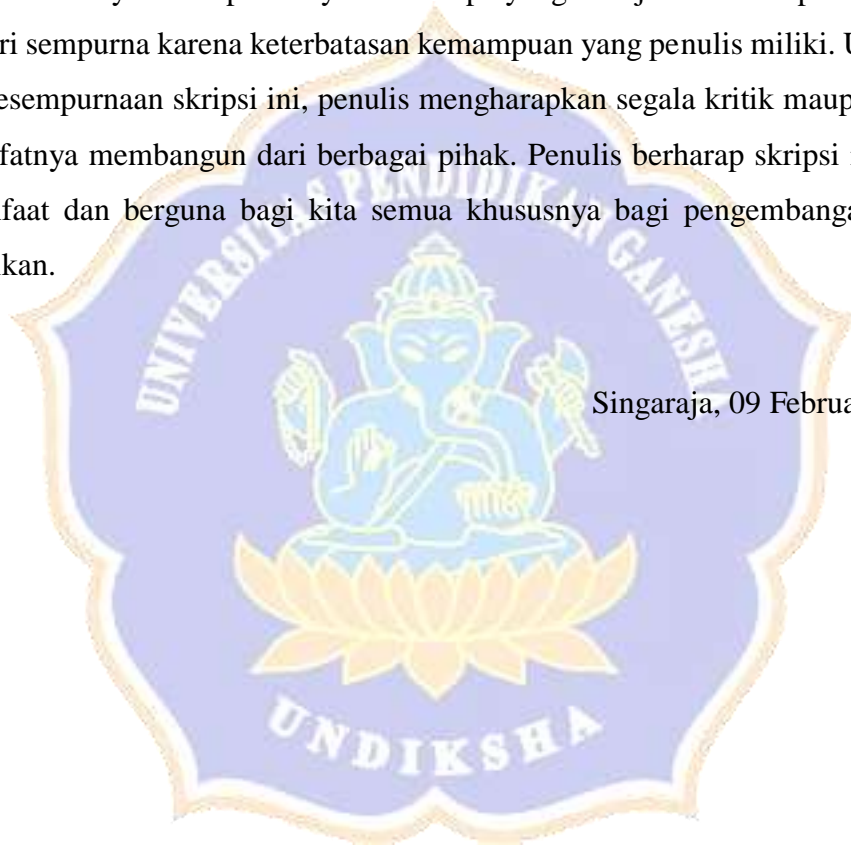 ri sempurna karena keterbatasan kemampuan yang penulis miliki. U
esempurnaan skripsi ini, penulis mengharapkan segala kritik maup
fatnya membangun dari berbagai pihak. Penulis berharap skripsi
faat dan berguna bagi kita semua khususnya bagi pengembanga
ikan.
UNIVERSITAS PENDIDIKAN GANESHA
Singaraja, 09 Februa
UNDIKSHA